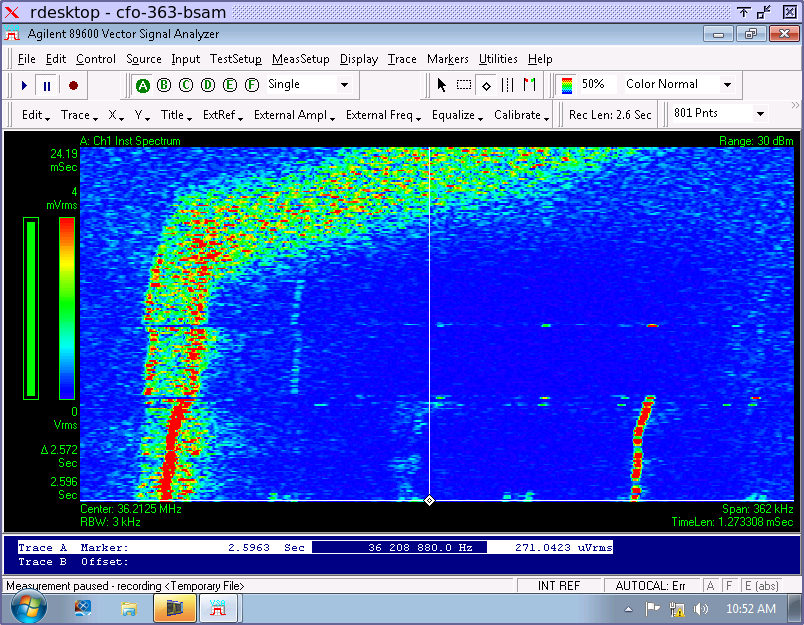 rdesktop - cfo-363-bsam
Agilent 89600 Vector Signal Analyzer
File Edit Control Source Input TestSetup MeasSetup Display Trace Markers Utilities Help
A B C D E F Single 50% Color Normal
Edit Trace X Y Title ExtRef External Ampl External Freq Equalize Calibrate Rec Len: 2.6 Sec 801 Pnts
A: Ch1 Inst Spectrum Range: 30 dBm
24.19
mSec
4
mVrms
0
Vrms
Δ 2.572
Sec
2.596
Sec
Center: 36.2125 MHz Span: 362 kHz
RBW: 3 kHz TimeLen: 1.273308 mSec
Trace A Marker: 2.5963 Sec 36 208 880.0 Hz 271.0423 uVrms
Trace B Offset:
Measurement paused - recording <Temporary File> INT REF AUTOCAL: Err A F E (abs)
10:52 AM